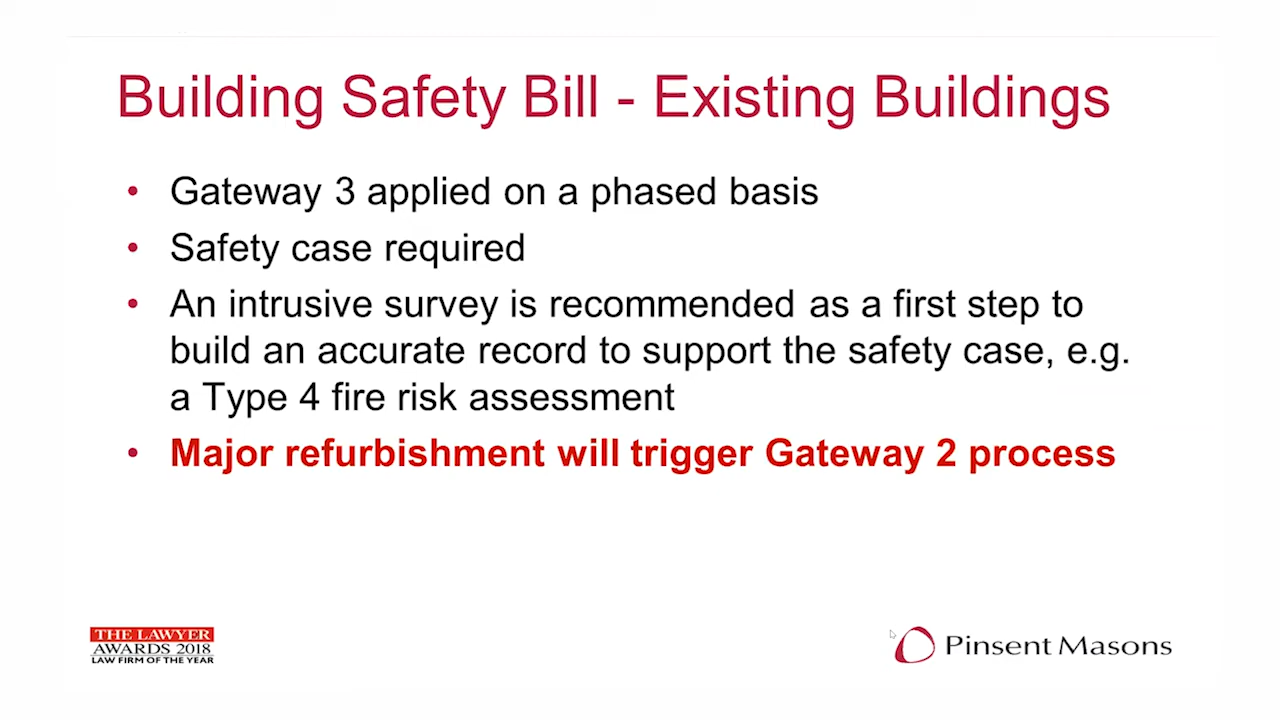 Building Safety Bill - Existing Buildings
• Gateway 3 applied on a phased basis
• Safety case required
• An intrusive survey is recommended as a first step to
build an accurate record to support the safety case, e.g.
a Type 4 fire risk assessment
• Major refurbishment will trigger Gateway 2 process
THE LAWYER
AWARDS 2018
LAW FIRM OF THE YEAR
Pinsent Masons